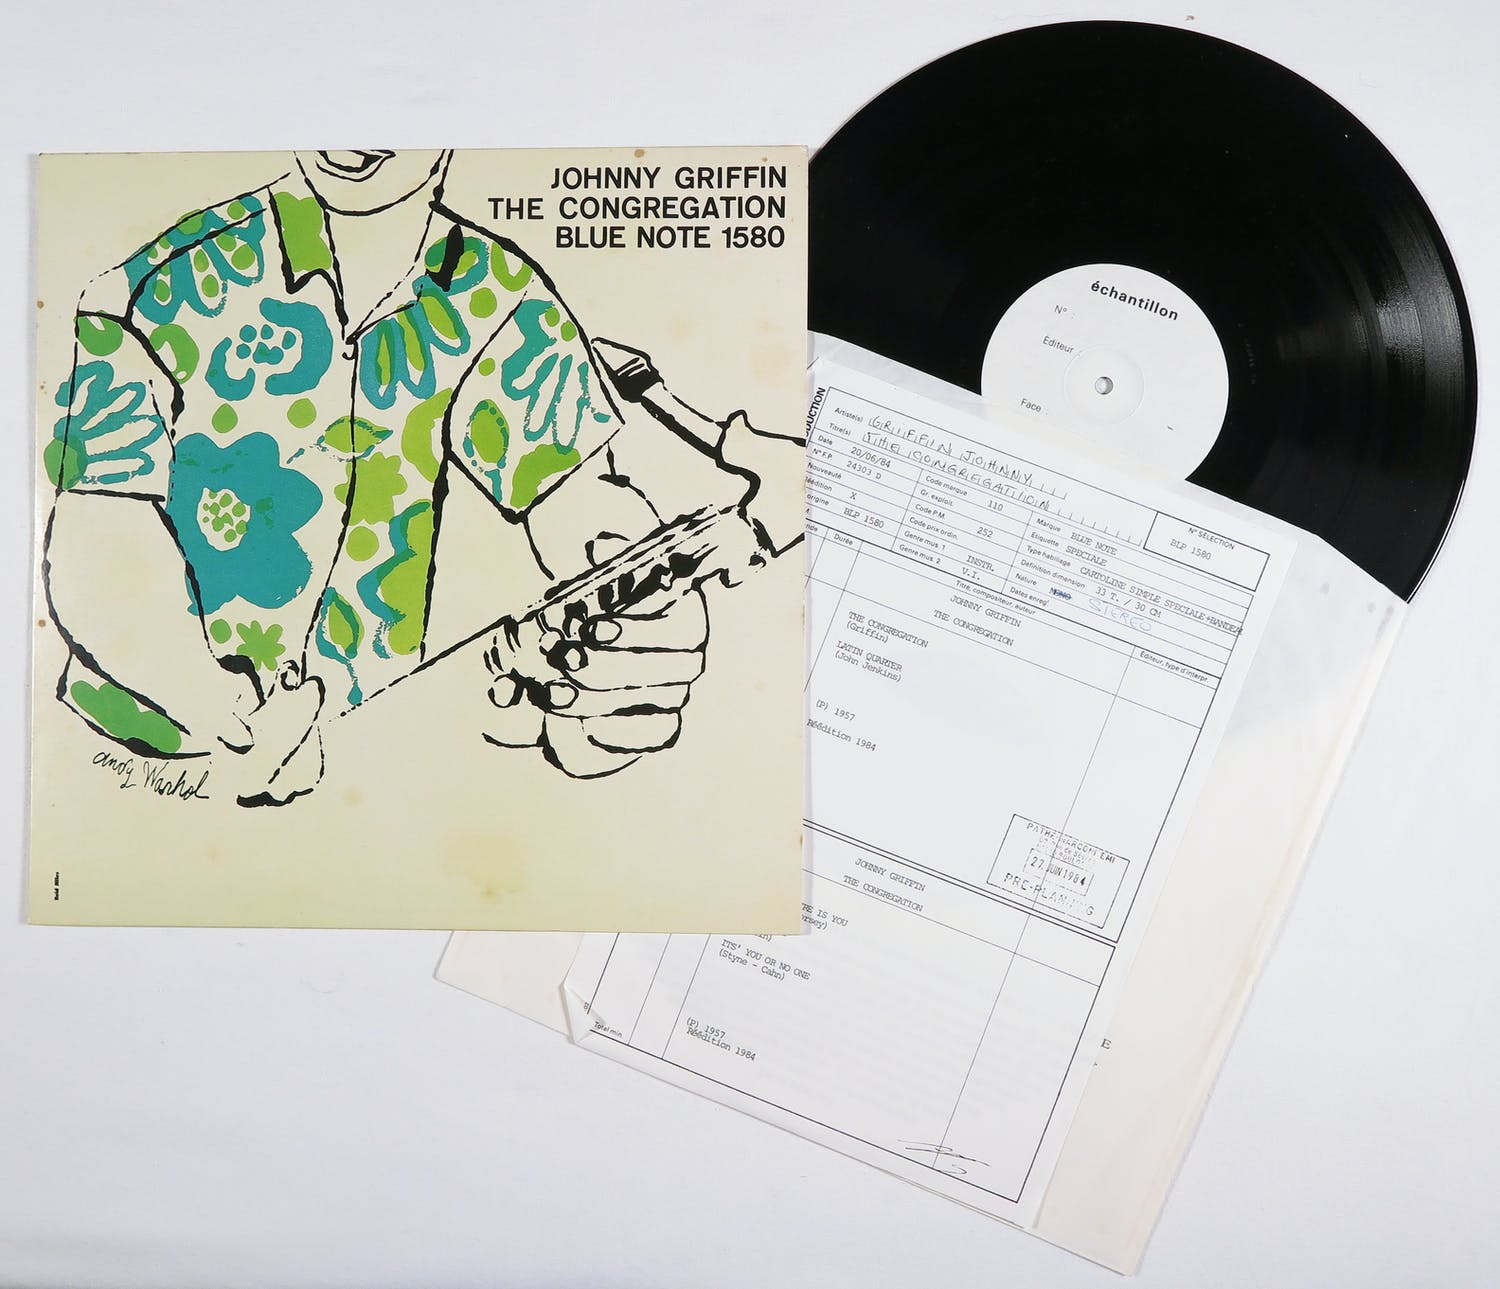 JOHNNY GRIFFIN
THE CONGREGATION
BLUE NOTE 1580
andy Warhol
échantillon
N° :
Editeur :
Face :
Artiste(s) GRIFFIN JOHNNY
Titre(s) THE CONGREGATION
Date 20/06/84
N° F.P. 24303 D
Nouveauté
X
BLP 1580
Durée
Code marque 110
Gr. exploit.
Code P.M. 252
Code prix ordin.
Genre mus. 1 INSTR.
Genre mus. 2 V.I.
Marque BLUE NOTE
Etiquette SPECIALE
Type habillage CARTOLINE SIMPLE SPECIALE+BANDEAU
Définition dimension 33 T. / 30 CM
Nature MONO STEREO
Dates enreg.
N° SÉLECTION
BLP 1580
Titre, compositeur, auteur
Editeur, type d'interpr.
JOHNNY GRIFFIN
THE CONGREGATION
THE CONGREGATION
(Griffin)
LATIN QUARTER
(John Jenkins)
(P) 1957
Réédition 1984
PATHE MARCONI EMI
27 JUIN 1984
PRE-PLANNING
JOHNNY GRIFFIN
THE CONGREGATION
RE IS YOU
ITS' YOU OR NO ONE
(Styne - Cahn)
(P) 1957
Réédition 1984
Total min.
E